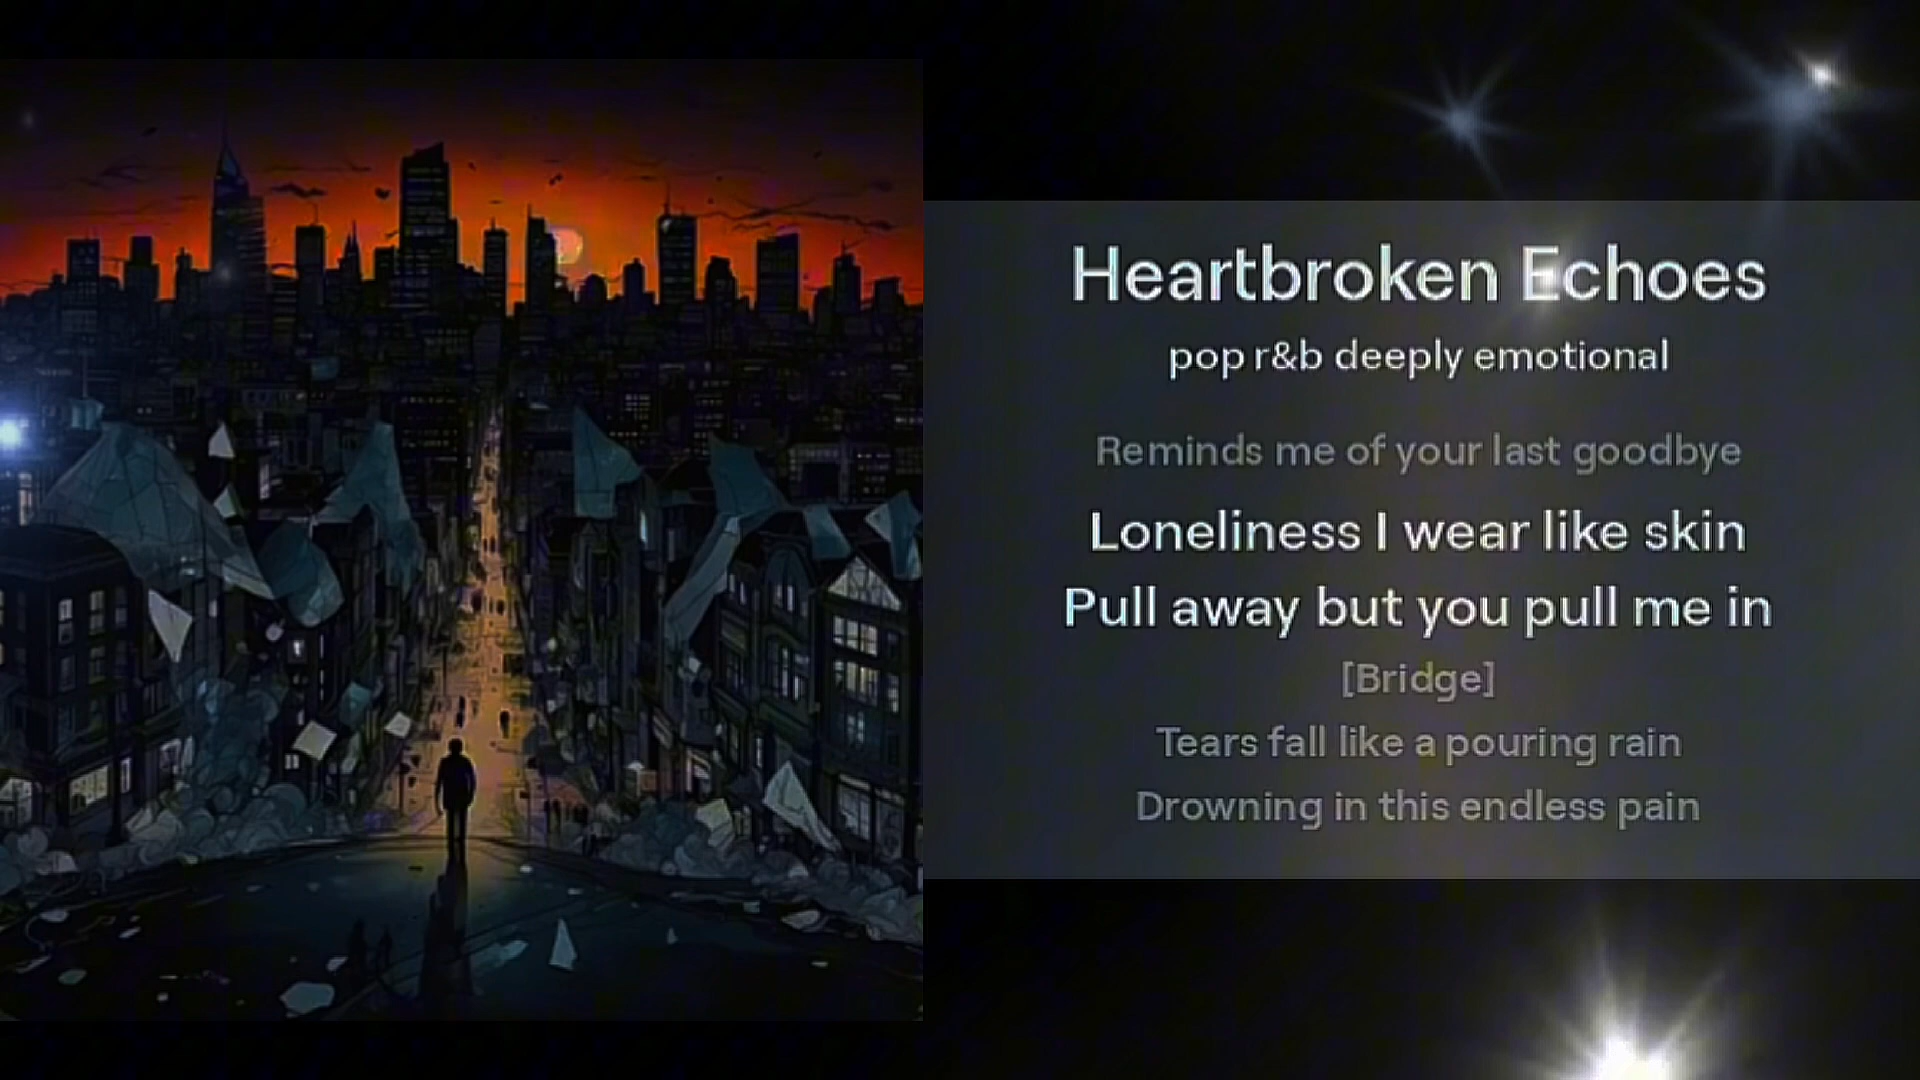 Heartbroken Echoes
pop r&b deeply emotional
Reminds me of your last goodbye
Loneliness I wear like skin
Pull away but you pull me in
[Bridge]
Tears fall like a pouring rain
Drowning in this endless pain